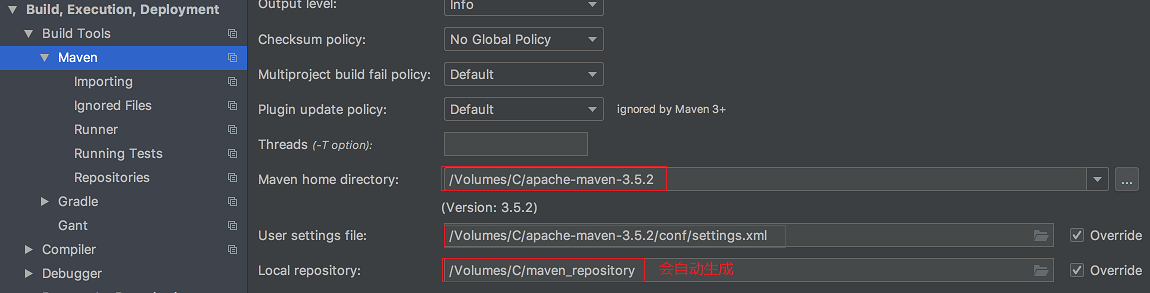 Build, Execution, Deployment
Build Tools
Maven
Importing
Ignored Files
Runner
Running Tests
Repositories
Gradle
Gant
Compiler
Debugger
Output level: Info
Checksum policy: No Global Policy
Multiproject build fail policy: Default
Plugin update policy: Default ignored by Maven 3+
Threads (-T option):
Maven home directory: /Volumes/C/apache-maven-3.5.2 ...
(Version: 3.5.2)
User settings file: /Volumes/C/apache-maven-3.5.2/conf/settings.xml Override
Local repository: /Volumes/C/maven_repository 会自动生成 Override